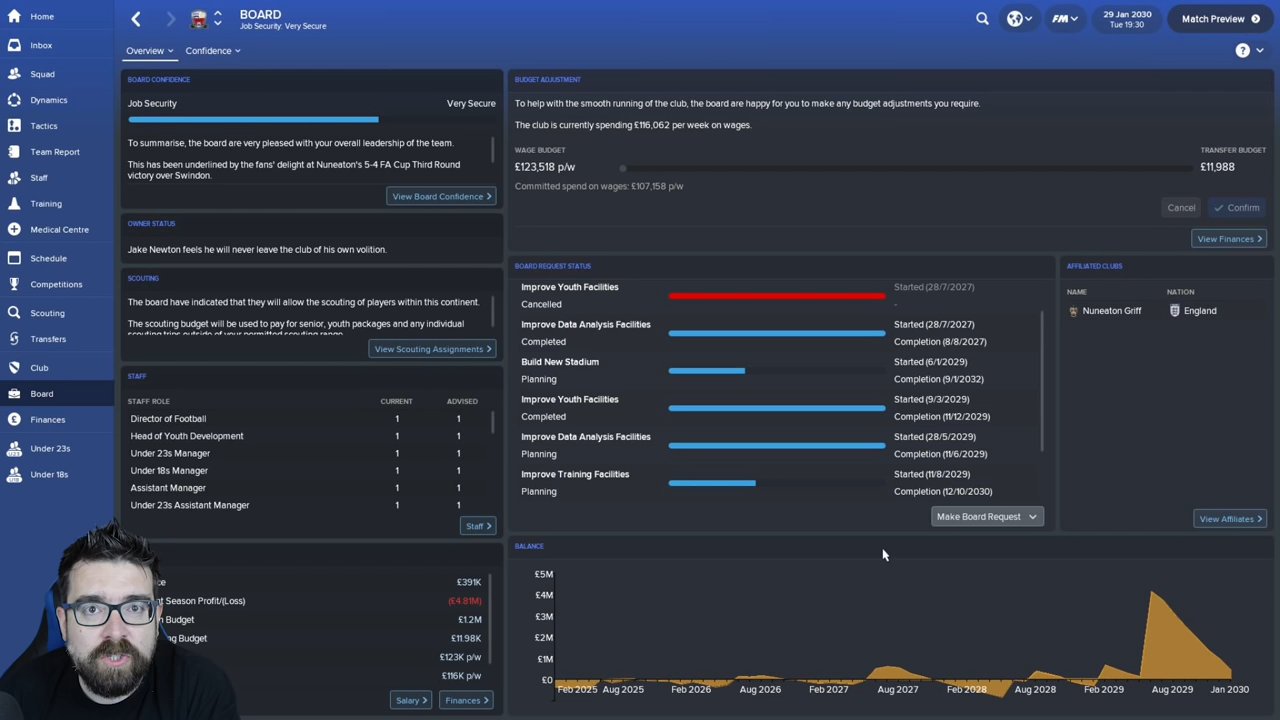 Home
BOARD
Job Security: Very Secure
FM
29 Jan 2030
Tue 19:30
Match Preview
Inbox
Squad
Dynamics
Tactics
Team Report
Staff
Training
Medical Centre
Schedule
Competitions
Scouting
Transfers
Club
Board
Finances
Under 23s
Under 18s
Overview
Confidence
?
BOARD CONFIDENCE
Job Security Very Secure
To summarise, the board are very pleased with your overall leadership of the team.
This has been underlined by the fans' delight at Nuneaton's 5-4 FA Cup Third Round
victory over Swindon.
View Board Confidence
OWNER STATUS
Jake Newton feels he will never leave the club of his own volition.
SCOUTING
The board have indicated that they will allow the scouting of players within this continent.
The scouting budget will be used to pay for senior, youth packages and any individual
View Scouting Assignments
STAFF
STAFF ROLE CURRENT ADVISED
Director of Football 1 1
Head of Youth Development 1 1
Under 23s Manager 1 1
Under 18s Manager 1 1
Assistant Manager 1 1
Under 23s Assistant Manager 1 1
Staff
£391K
Season Profit/(Loss) (£4.81M)
Budget £1.2M
Budget £11.98K
£123K p/w
£116K p/w
Salary
Finances
BUDGET ADJUSTMENT
To help with the smooth running of the club, the board are happy for you to make any budget adjustments you require.
The club is currently spending £116,062 per week on wages.
WAGE BUDGET TRANSFER BUDGET
£123,518 p/w £11,988
Committed spend on wages: £107,158 p/w
Cancel Confirm
View Finances
BOARD REQUEST STATUS
Improve Youth Facilities Started (28/7/2027)
Cancelled -
Improve Data Analysis Facilities Started (28/7/2027)
Completed Completion (8/8/2027)
Build New Stadium Started (6/1/2029)
Planning Completion (9/1/2032)
Improve Youth Facilities Started (9/3/2029)
Completed Completion (11/12/2029)
Improve Data Analysis Facilities Started (28/5/2029)
Planning Completion (11/6/2029)
Improve Training Facilities Started (11/8/2029)
Planning Completion (12/10/2030)
Make Board Request
AFFILIATED CLUBS
NAME NATION
Nuneaton Griff England
View Affiliates
BALANCE
£5M
£4M
£3M
£2M
£1M
£0
Feb 2025 Aug 2025 Feb 2026 Aug 2026 Feb 2027 Aug 2027 Feb 2028 Aug 2028 Feb 2029 Aug 2029 Jan 2030